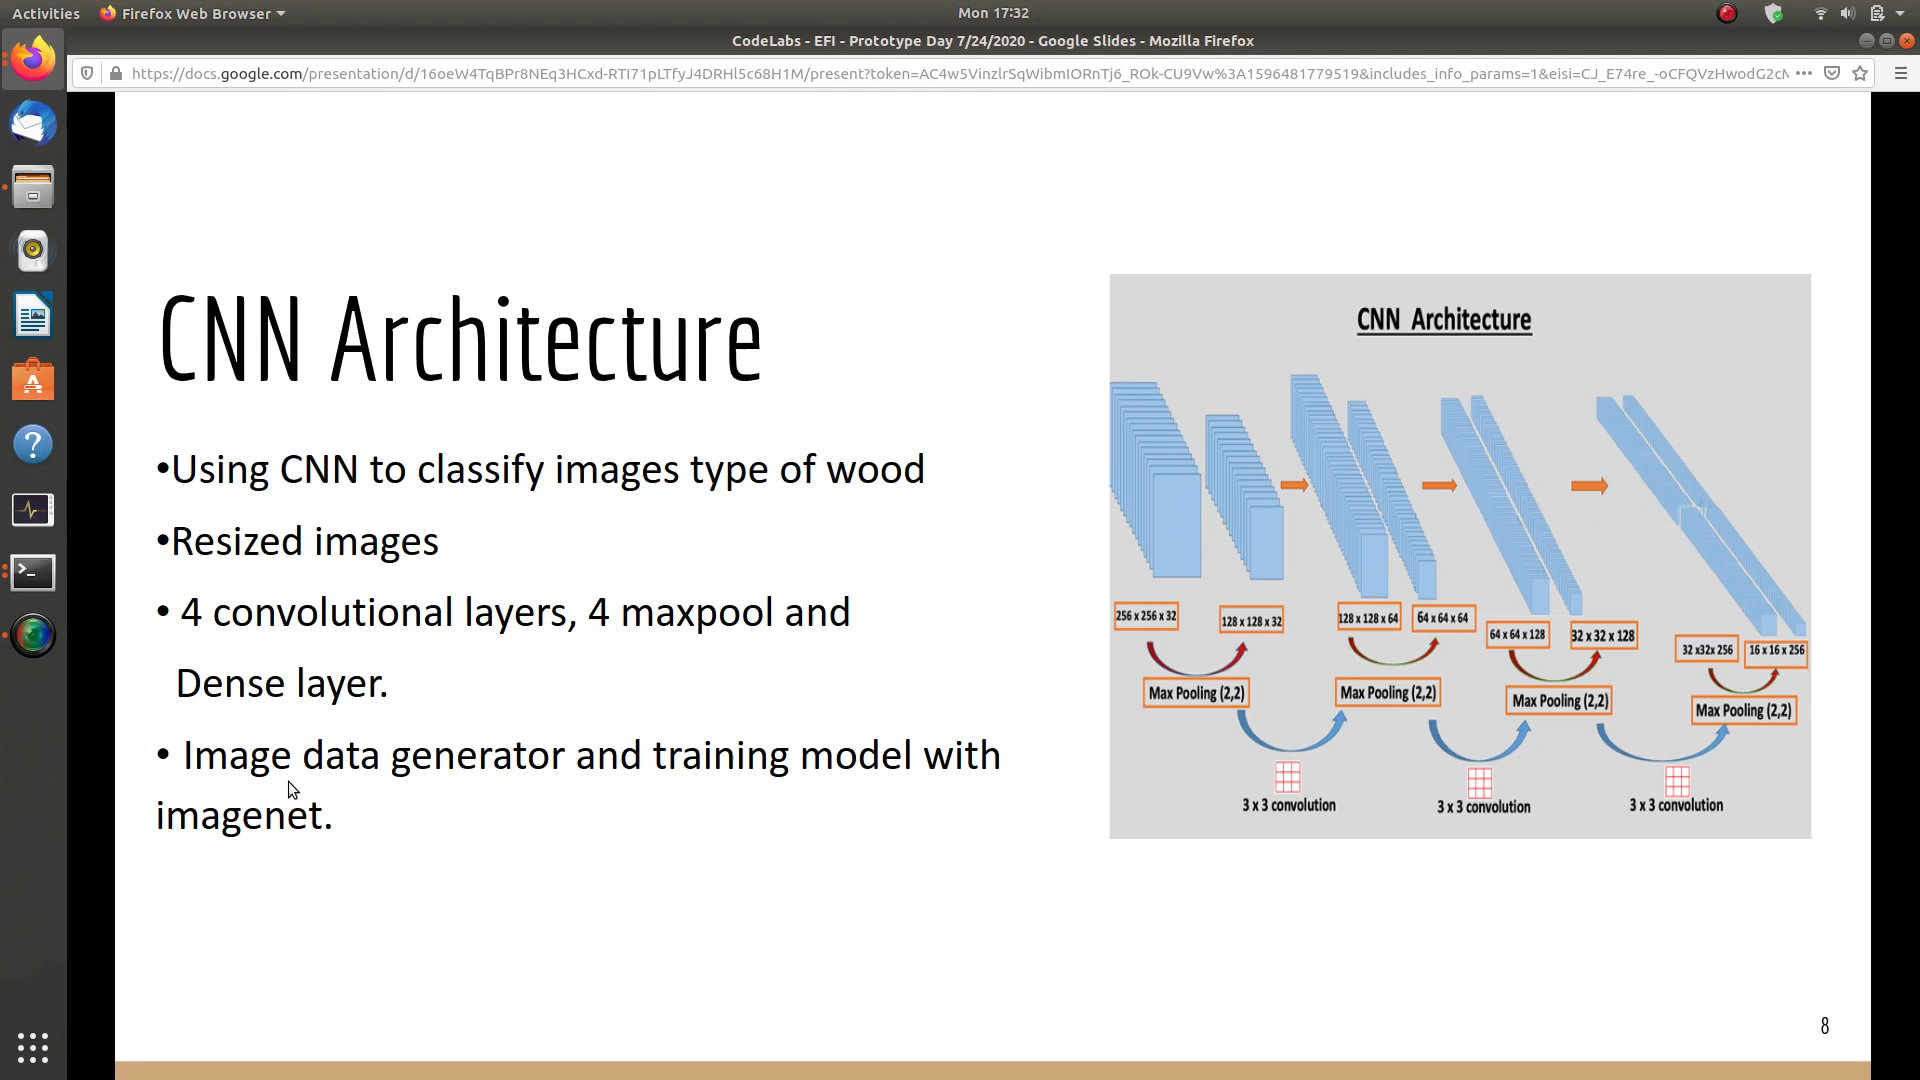 Activities
Firefox Web Browser
Mon 17:32
CodeLabs - EFI - Prototype Day 7/24/2020 - Google Slides - Mozilla Firefox
https://docs.google.com/presentation/d/16oeW4TqBPr8NEq3HCxd-RTI71pLTfyJ4DRHl5c68H1M/present?token=AC4w5VinzlrSqWibmIORnTj6_ROk-CU9Vw%3A1596481779519&includes_info_params=1&eisi=CJ_E74re_-oCFQVzHwodG2cM
CNN Architecture
•Using CNN to classify images type of wood
•Resized images
• 4 convolutional layers, 4 maxpool and
Dense layer.
• Image data generator and training model with
imagenet.
CNN Architecture
256 x 256 x 32
128 x 128 x 32
128 x 128 x 64
64 x 64 x 64
64 x 64 x 128
32 x 32 x 128
32 x32x 256
16 x 16 x 256
Max Pooling (2,2)
Max Pooling (2,2)
Max Pooling (2,2)
Max Pooling (2,2)
3 x 3 convolution
3 x 3 convolution
3 x 3 convolution
8